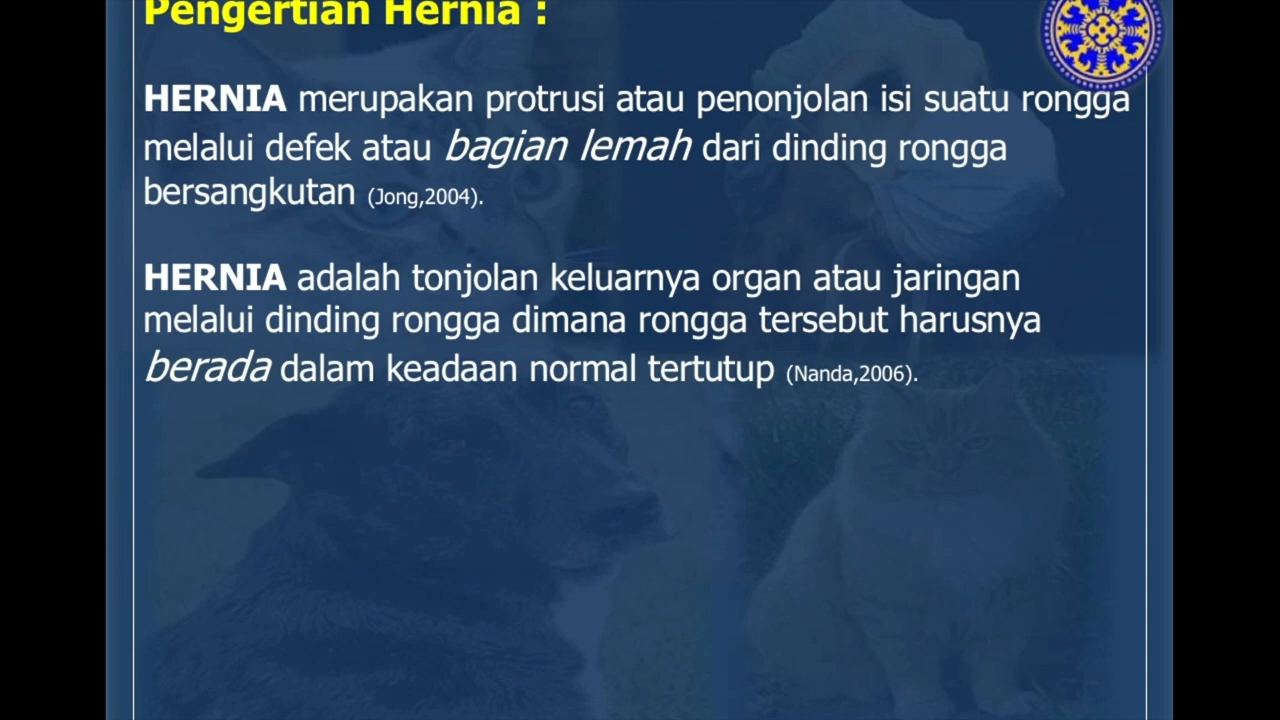 Pengertian Hernia :
HERNIA merupakan protrusi atau penonjolan isi suatu rongga
melalui defek atau bagian lemah dari dinding rongga
bersangkutan (Jong,2004).
HERNIA adalah tonjolan keluarnya organ atau jaringan
melalui dinding rongga dimana rongga tersebut harusnya
berada dalam keadaan normal tertutup (Nanda,2006).